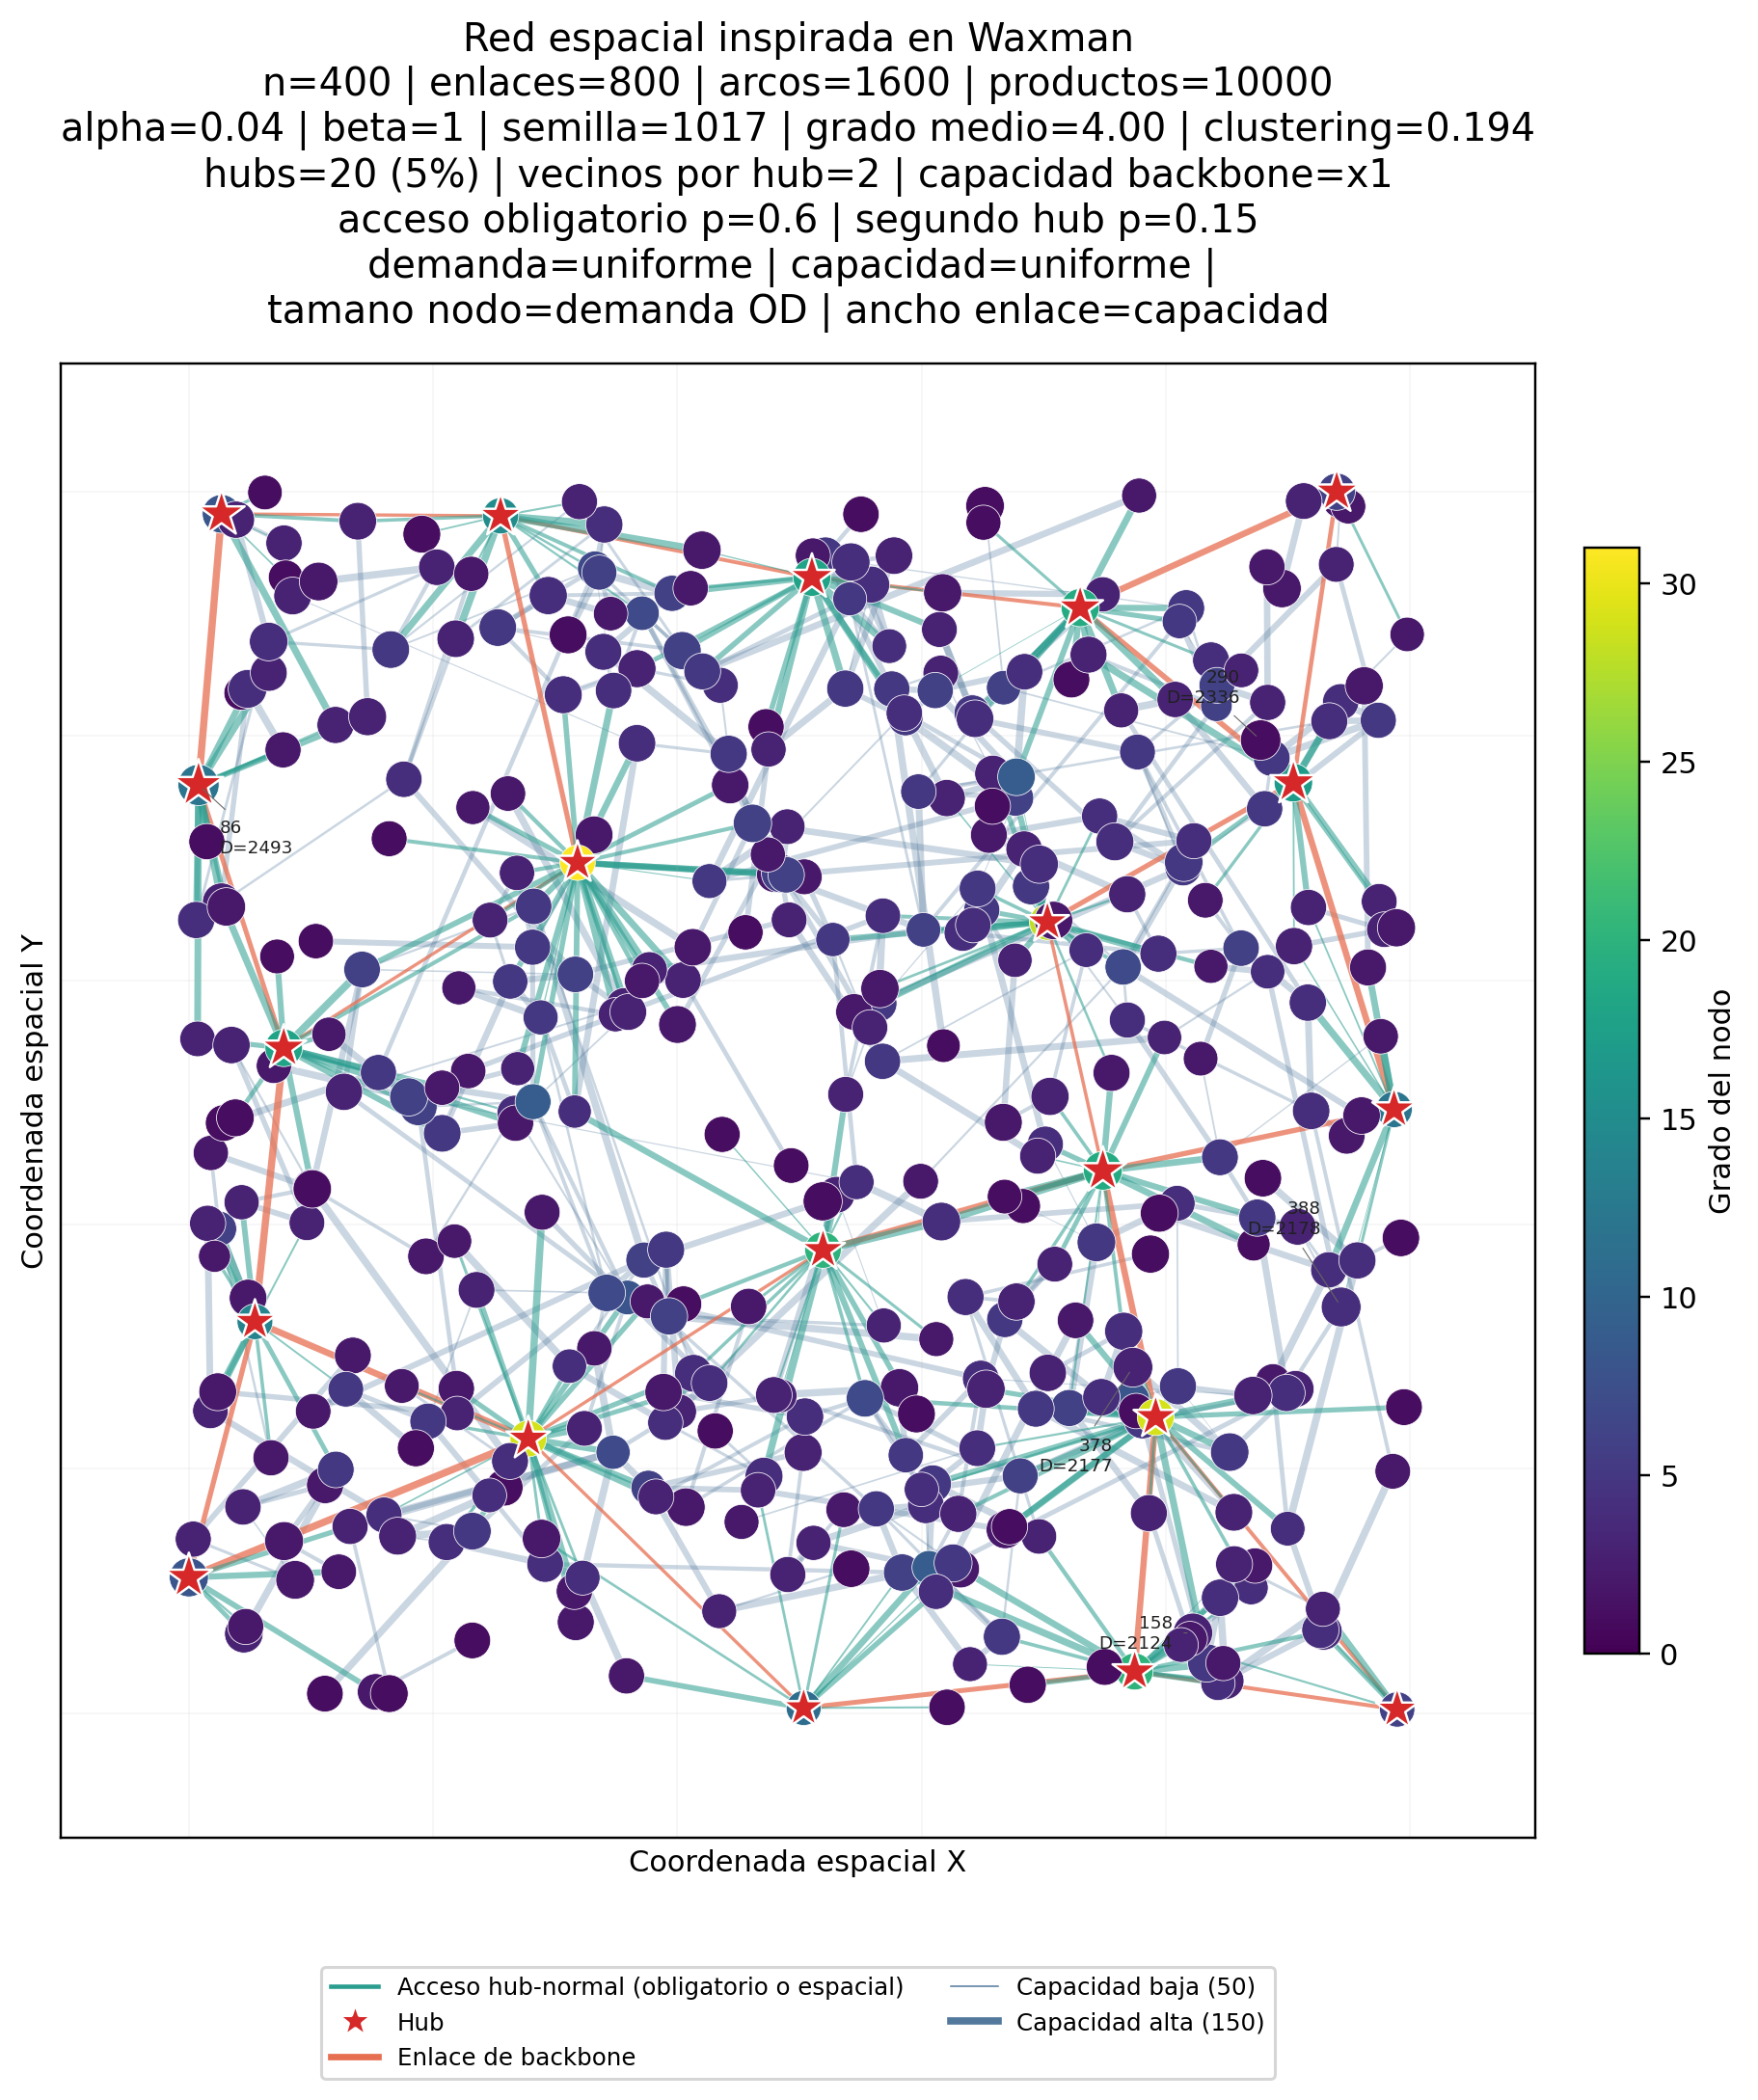 Red espacial inspirada en Waxman
n=400 | enlaces=800 | arcos=1600 | productos=10000
alpha=0.04 | beta=1 | semilla=1017 | grado medio=4.00 | clustering=0.194
hubs=20 (5%) | vecinos por hub=2 | capacidad backbone=x1
acceso obligatorio p=0.6 | segundo hub p=0.15
demanda=uniforme | capacidad=uniforme |
tamano nodo=demanda OD | ancho enlace=capacidad
290
D=2336
86
D=2493
388
D=2178
378
D=2177
158
D=2124
Coordenada espacial Y
Coordenada espacial X
30
25
20
15
10
5
0
Grado del nodo
Acceso hub-normal (obligatorio o espacial)
Hub
Enlace de backbone
Capacidad baja (50)
Capacidad alta (150)